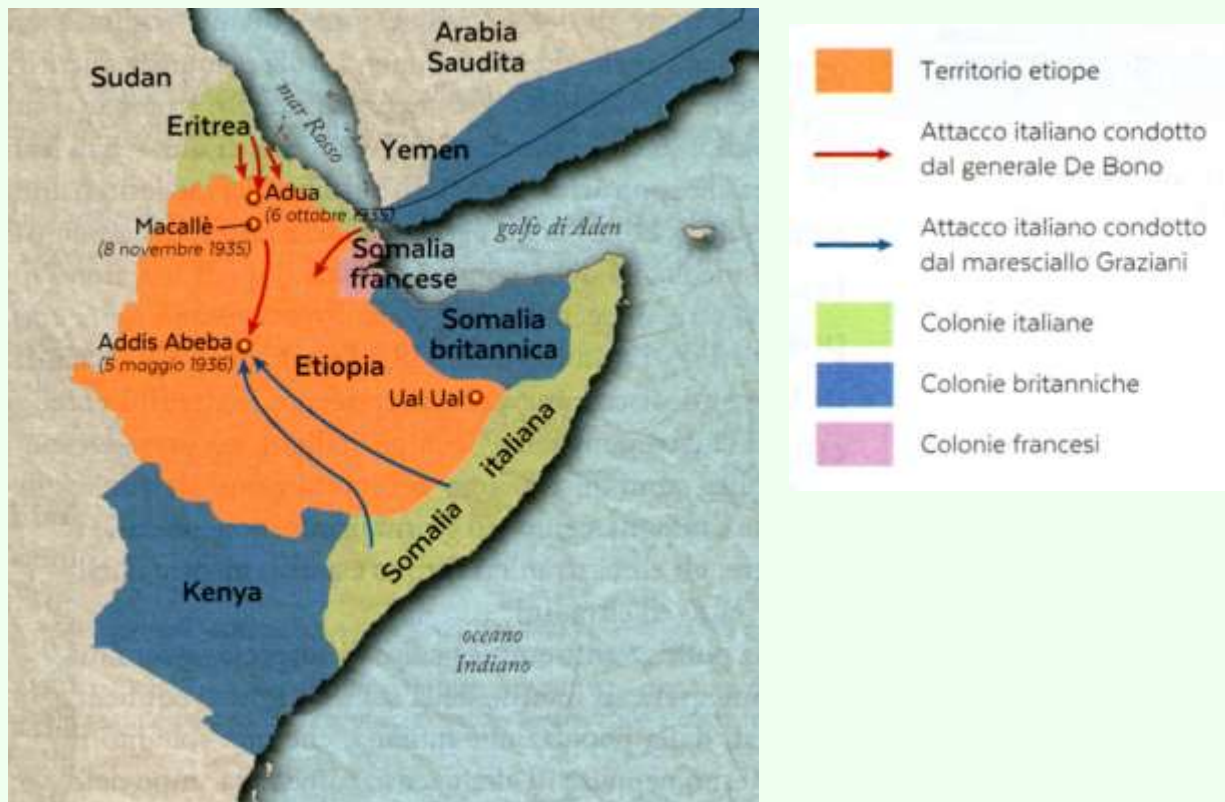 Arabia
Saudita
Sudan
mar Rosso
Eritrea
Yemen
Adua
(6 ottobre 1935)
Macallè
(8 novembre 1935)
golfo di Aden
Somalia
francese
Somalia
britannica
Addis Abeba
(5 maggio 1936)
Etiopia
Ual Ual
Somalia italiana
Kenya
oceano
Indiano
Territorio etiope
Attacco italiano condotto
dal generale De Bono
Attacco italiano condotto
dal maresciallo Graziani
Colonie italiane
Colonie britanniche
Colonie francesi